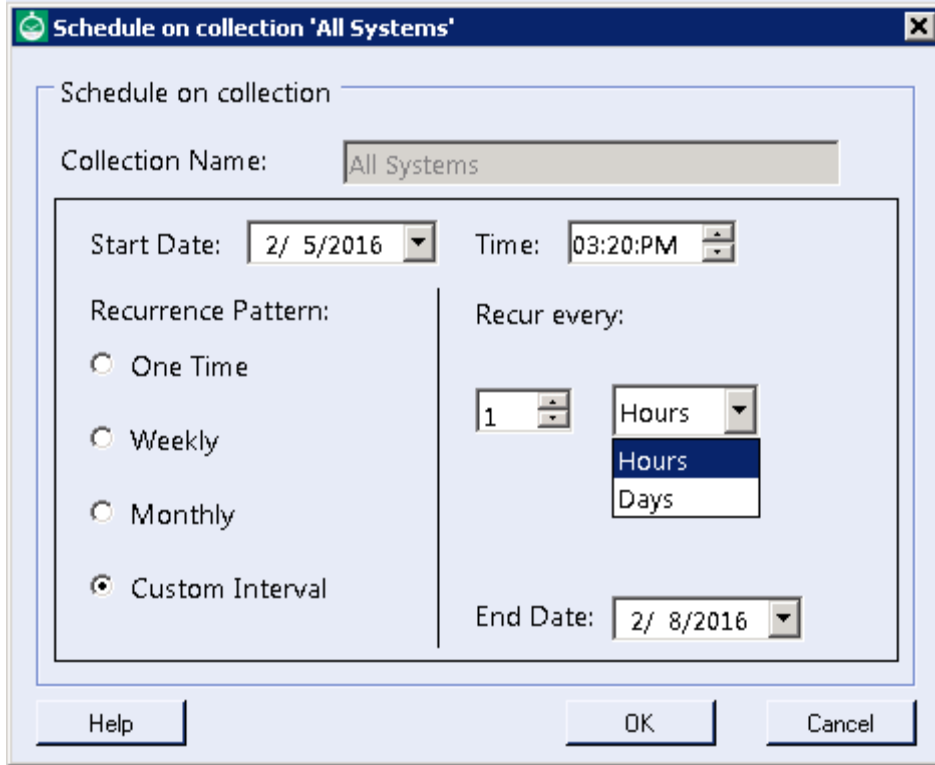 Schedule on collection 'All Systems'
Schedule on collection
Collection Name: All Systems
Start Date: 2/ 5/2016 Time: 03:20:PM
Recurrence Pattern: Recur every:
One Time
1 Hours
Weekly
Hours
Days
Monthly
Custom Interval
End Date: 2/ 8/2016
Help OK Cancel